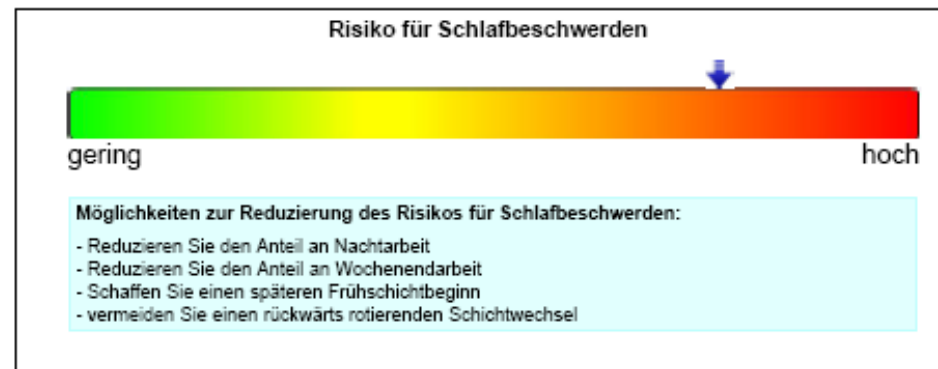 Risiko für Schlafbeschwerden
gering hoch
Möglichkeiten zur Reduzierung des Risikos für Schlafbeschwerden:
- Reduzieren Sie den Anteil an Nachtarbeit
- Reduzieren Sie den Anteil an Wochenendarbeit
- Schaffen Sie einen späteren Frühschichtbeginn
- vermeiden Sie einen rückwärts rotierenden Schichtwechsel